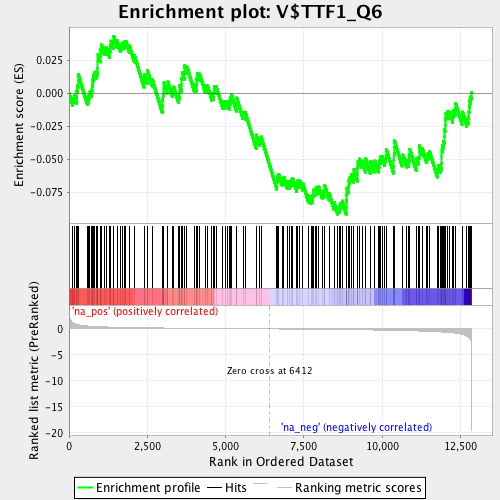 Enrichment plot: V$TTF1_Q6
Enrichment score (ES)
0.025
0.000
-0.025
-0.050
-0.075
'na_pos' (positively correlated)
Ranked list metric (PreRanked)
0
-5
-10
-15
-20
Zero cross at 6412
'na_neg' (negatively correlated)
0
2,500
5,000
7,500
10,000
12,500
Rank in Ordered Dataset
Enrichment profile
Hits
Ranking metric scores